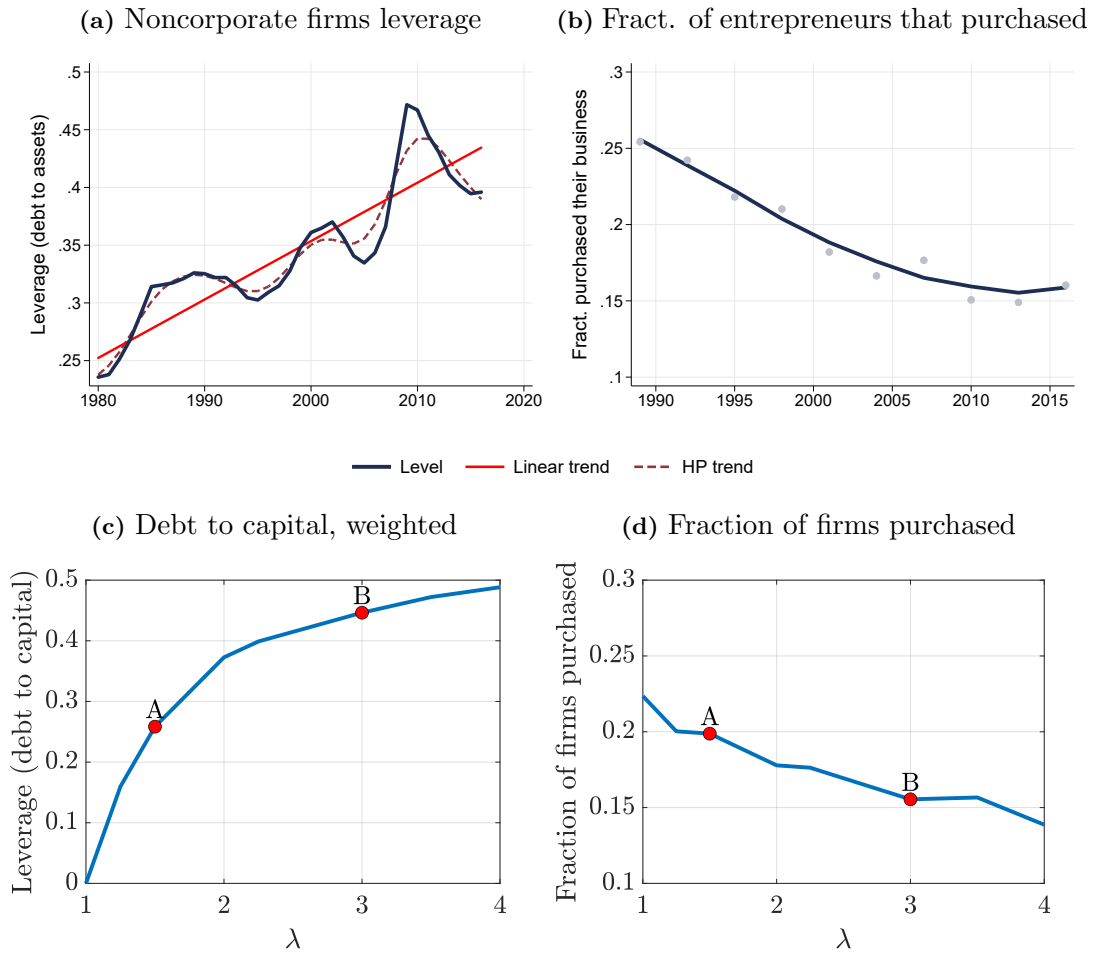 (a) Noncorporate firms leverage
Leverage (debt to assets)
.5
.45
.4
.35
.3
.25
1980 1990 2000 2010 2020
(b) Fract. of entrepreneurs that purchased
Fract. purchased their business
.3
.25
.2
.15
.1
1990 1995 2000 2005 2010 2015
Level Linear trend HP trend
(c) Debt to capital, weighted
Leverage (debt to capital)
0.5
0.4
0.3
0.2
0.1
0
A
B
1 2 3 4
λ
(d) Fraction of firms purchased
Fraction of firms purchased
0.3
0.25
0.2
0.15
0.1
A
B
1 2 3 4
λ